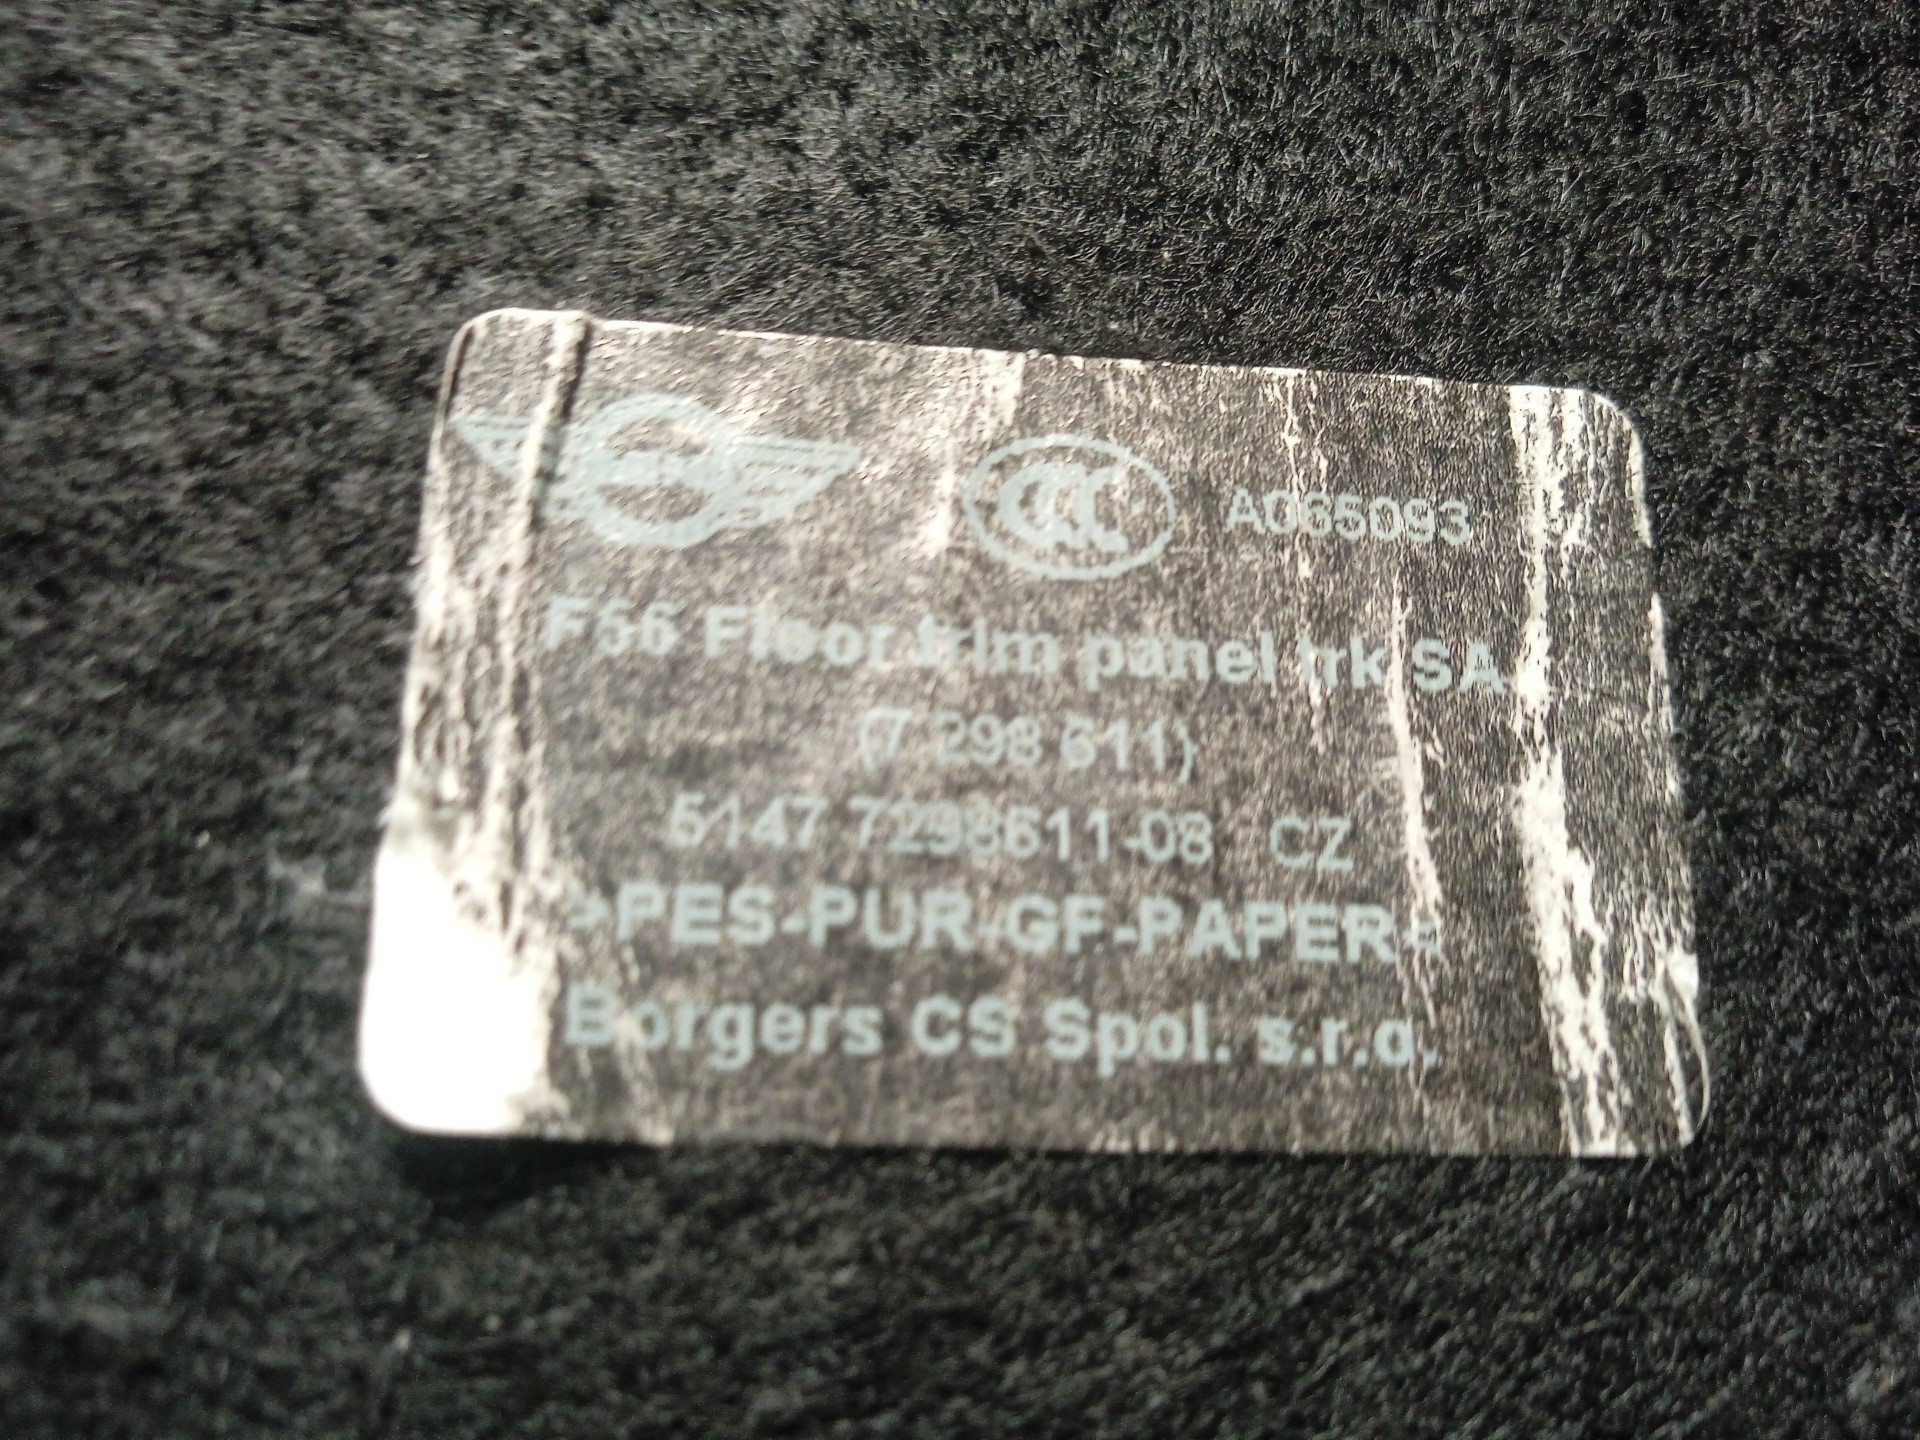 A065093
F56 Floor trim panel trk SA
(7 298 611)
5147 7298611-08 CZ
>PES-PUR-GF-PAPER<
Borgers CS Spol. s.r.o.